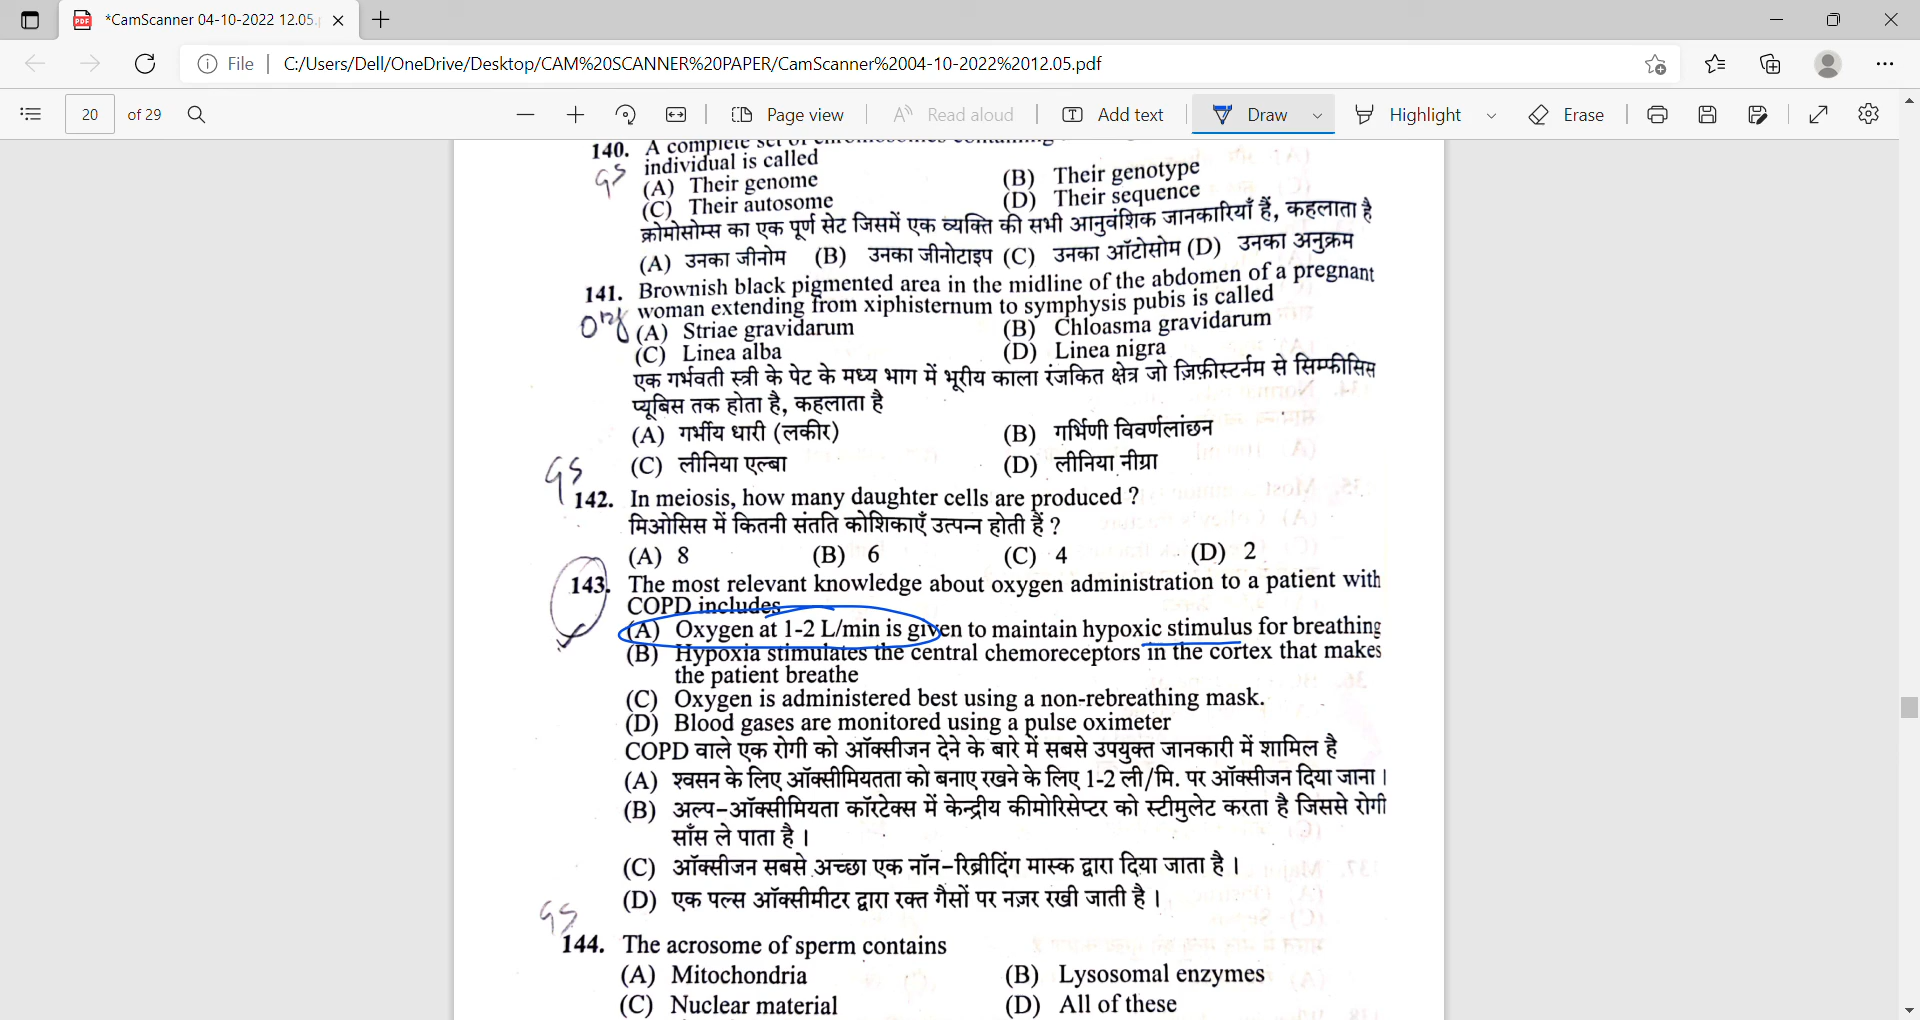 *CamScanner 04-10-2022 12.05.
File C:/Users/Dell/OneDrive/Desktop/CAM%20SCANNER%20PAPER/CamScanner%2004-10-2022%2012.05.pdf
20 of 29 Page view Read aloud Add text Draw Highlight Erase
140. A complete set of chromosomes containing
individual is called
GS
(A) Their genome (B) Their genotype
(C) Their autosome (D) Their sequence
क्रोमोसोम्स का एक पूर्ण सेट जिसमें एक व्यक्ति की सभी आनुवंशिक जानकारियाँ हैं, कहलाता है
(A) उनका जीनोम (B) उनका जीनोटाइप (C) उनका ऑटोसोम (D) उनका अनुक्रम
141. Brownish black pigmented area in the midline of the abdomen of a pregnant
woman extending from xiphisternum to symphysis pubis is called
(A) Striae gravidarum (B) Chloasma gravidarum
(C) Linea alba (D) Linea nigra
एक गर्भवती स्त्री के पेट के मध्य भाग में भूरीय काला रंजकित क्षेत्र जो ज़िफ़ीस्टर्नम से सिम्फीसिस
प्यूबिस तक होता है, कहलाता है
(A) गर्भीय धारी (लकीर) (B) गर्भिणी विवर्णलांछन
(C) लीनिया एल्बा (D) लीनिया नीग्रा
GS
142. In meiosis, how many daughter cells are produced ?
मिओसिस में कितनी संतति कोशिकाएँ उत्पन्न होती हैं ?
(A) 8 (B) 6 (C) 4 (D) 2
143. The most relevant knowledge about oxygen administration to a patient with
COPD includes
(A) Oxygen at 1-2 L/min is given to maintain hypoxic stimulus for breathing
(B) Hypoxia stimulates the central chemoreceptors in the cortex that makes
the patient breathe
(C) Oxygen is administered best using a non-rebreathing mask.
(D) Blood gases are monitored using a pulse oximeter
COPD वाले एक रोगी को ऑक्सीजन देने के बारे में सबसे उपयुक्त जानकारी में शामिल है
(A) श्वसन के लिए ऑक्सीमियतता को बनाए रखने के लिए 1-2 ली/मि. पर ऑक्सीजन दिया जाना ।
(B) अल्प-ऑक्सीमियता कॉरटेक्स में केन्द्रीय कीमोरिसेप्टर को स्टीमुलेट करता है जिससे रोगी
साँस ले पाता है ।
(C) ऑक्सीजन सबसे अच्छा एक नॉन-रिब्रीदिंग मास्क द्वारा दिया जाता है ।
(D) एक पल्स ऑक्सीमीटर द्वारा रक्त गैसों पर नज़र रखी जाती है ।
GS
144. The acrosome of sperm contains
(A) Mitochondria (B) Lysosomal enzymes
(C) Nuclear material (D) All of these